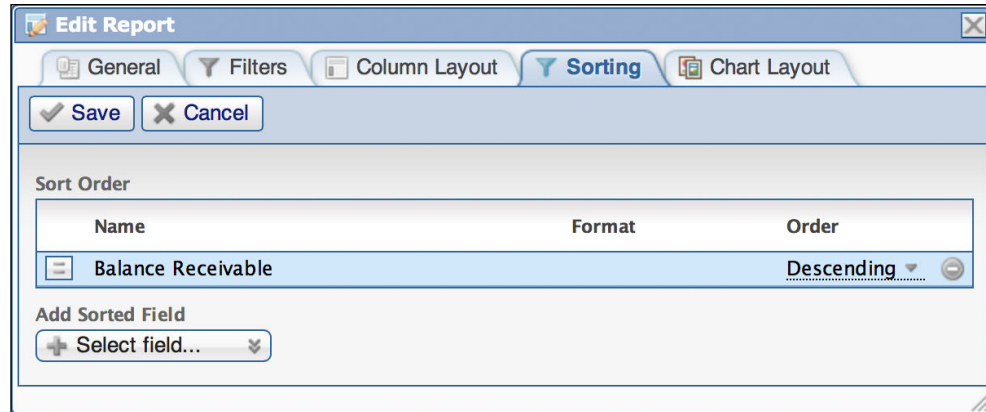 Edit Report
General Filters Column Layout Sorting Chart Layout
Save Cancel
Sort Order
Name Format Order
Balance Receivable Descending
Add Sorted Field
Select field...